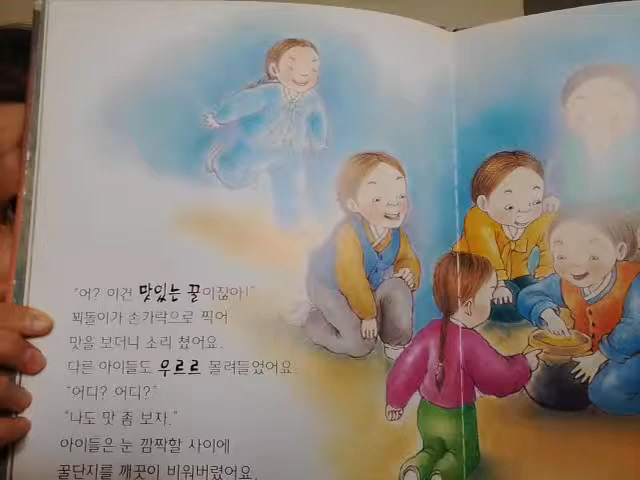 "어? 이건 맛있는 꿀이잖아!"
꾀돌이가 손가락으로 찍어
맛을 보더니 소리 쳤어요.
다른 아이들도 우르르 몰려들었어요.
"어디? 어디?"
"나도 맛 좀 보자."
아이들은 눈 깜짝할 사이에
꿀단지를 깨끗이 비워버렸어요.